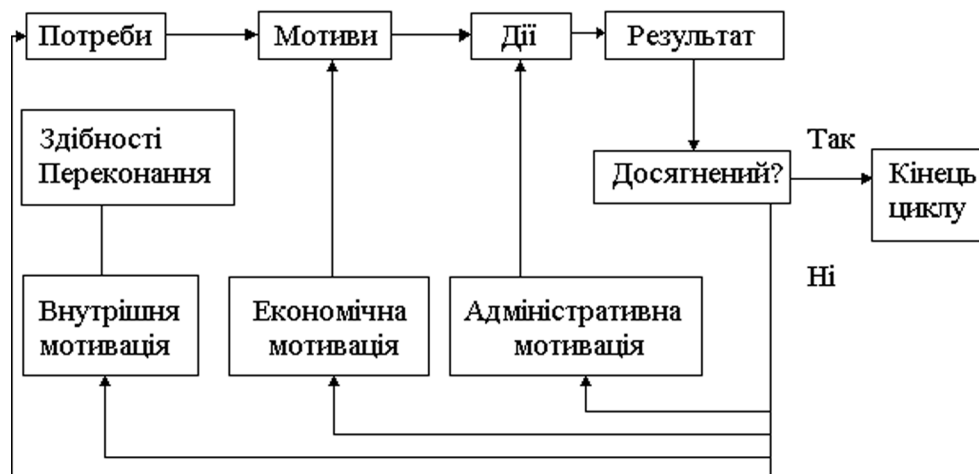 Потреби
Мотиви
Дії
Результат
Здібності
Переконання
Досягнений?
Так
Кінець
циклу
Ні
Внутрішня
мотивація
Економічна
мотивація
Адміністративна
мотивація